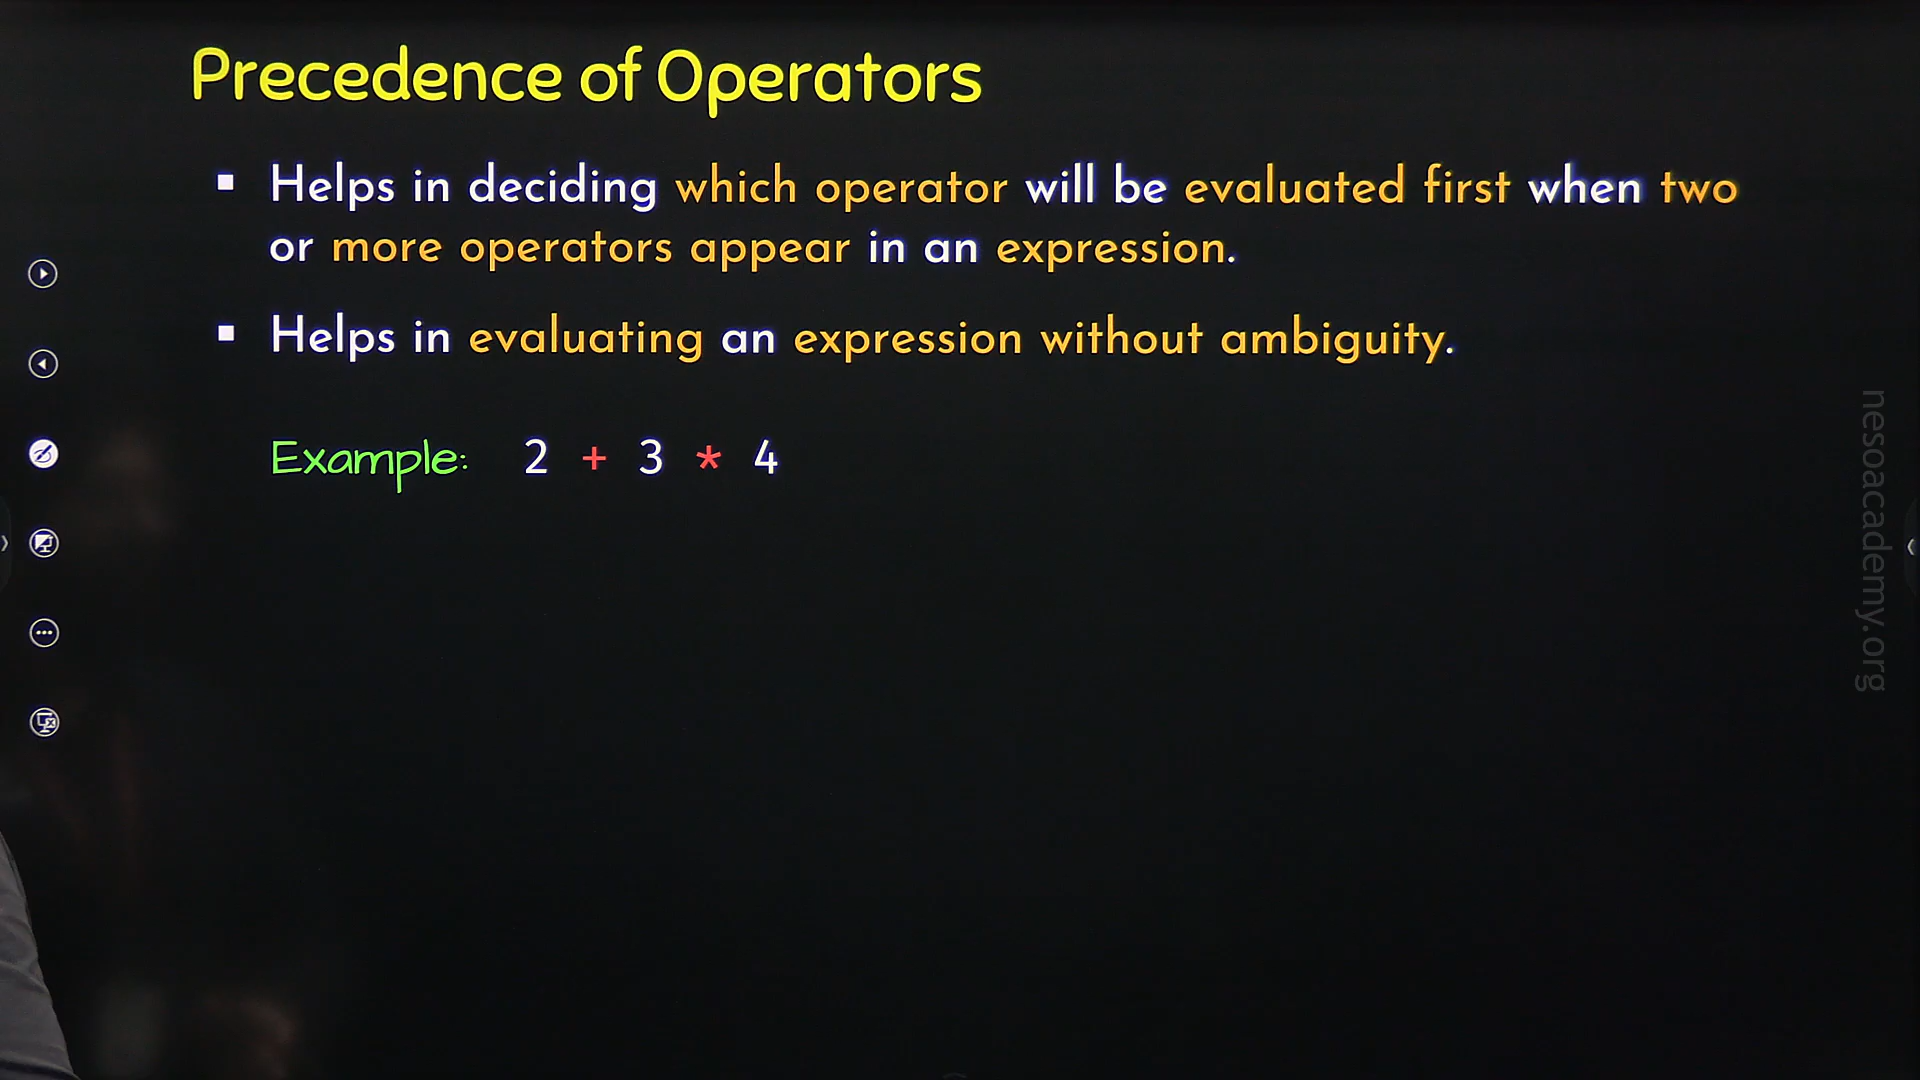 Precedence of Operators
▪ Helps in deciding which operator will be evaluated first when two
or more operators appear in an expression.
▪ Helps in evaluating an expression without ambiguity.
Example: 2 + 3 * 4
nesoacademy.org